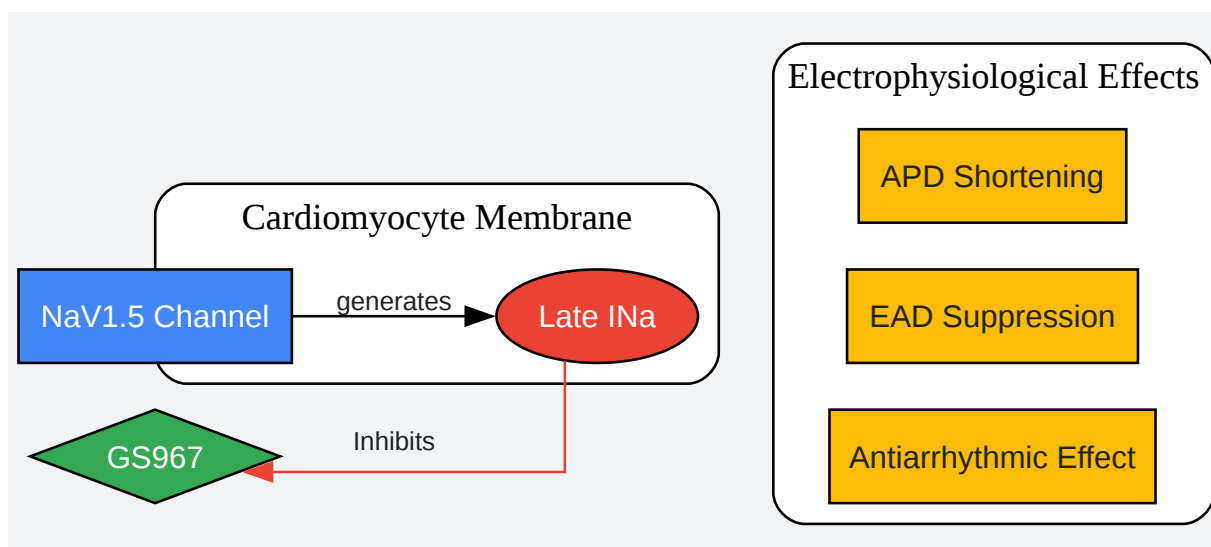 Electrophysiological Effects
APD Shortening
Cardiomyocyte Membrane
NaV1.5 Channel
generates
Late INa
EAD Suppression
GS967
Inhibits
Antiarrhythmic Effect